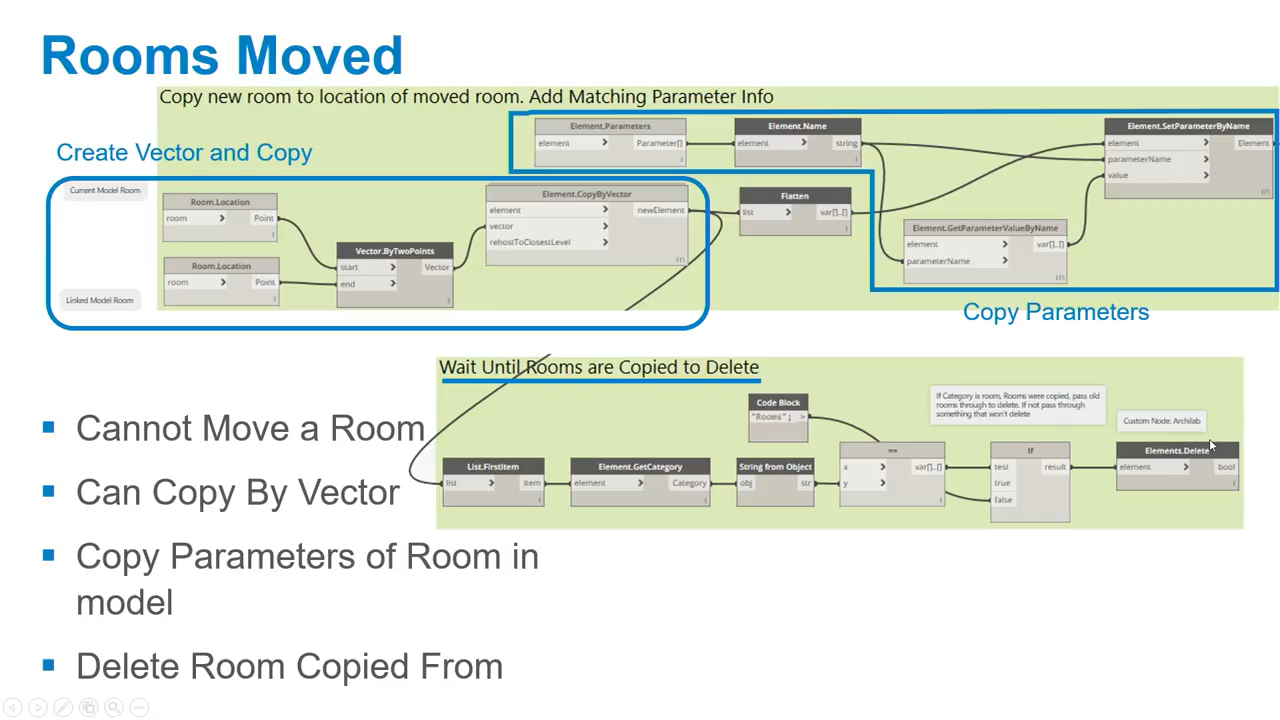 Rooms Moved
Copy new room to location of moved room. Add Matching Parameter Info
Create Vector and Copy
Current Model Room
Room.Location
room > Point
Room.Location
room > Point
Linked Model Room
Vector.ByTwoPoints
start > Vector
end >
Element.CopyByVector
element > newElement
vector >
rehostToClosestLevel >
Element.Parameters
element > Parameter[]
Element.Name
element > string
Flatten
list > var[]..[]
Element.GetParameterValueByName
element > var[]..[]
parameterName >
Element.SetParameterByName
element > Element
parameterName >
value >
Copy Parameters
Wait Until Rooms are Copied to Delete
Code Block
"Rooms"; >
If Category is room, Rooms were copied, pass old
rooms through to delete. If not pass through
something that won't delete
Custom Node: Archilab
List.FirstItem
list > item
Element.GetCategory
element > Category
String from Object
obj str
==
x > var[]..[]
y >
If
test result
true
false
Elements.Delete
element > bool
Cannot Move a Room
Can Copy By Vector
Copy Parameters of Room in
model
Delete Room Copied From